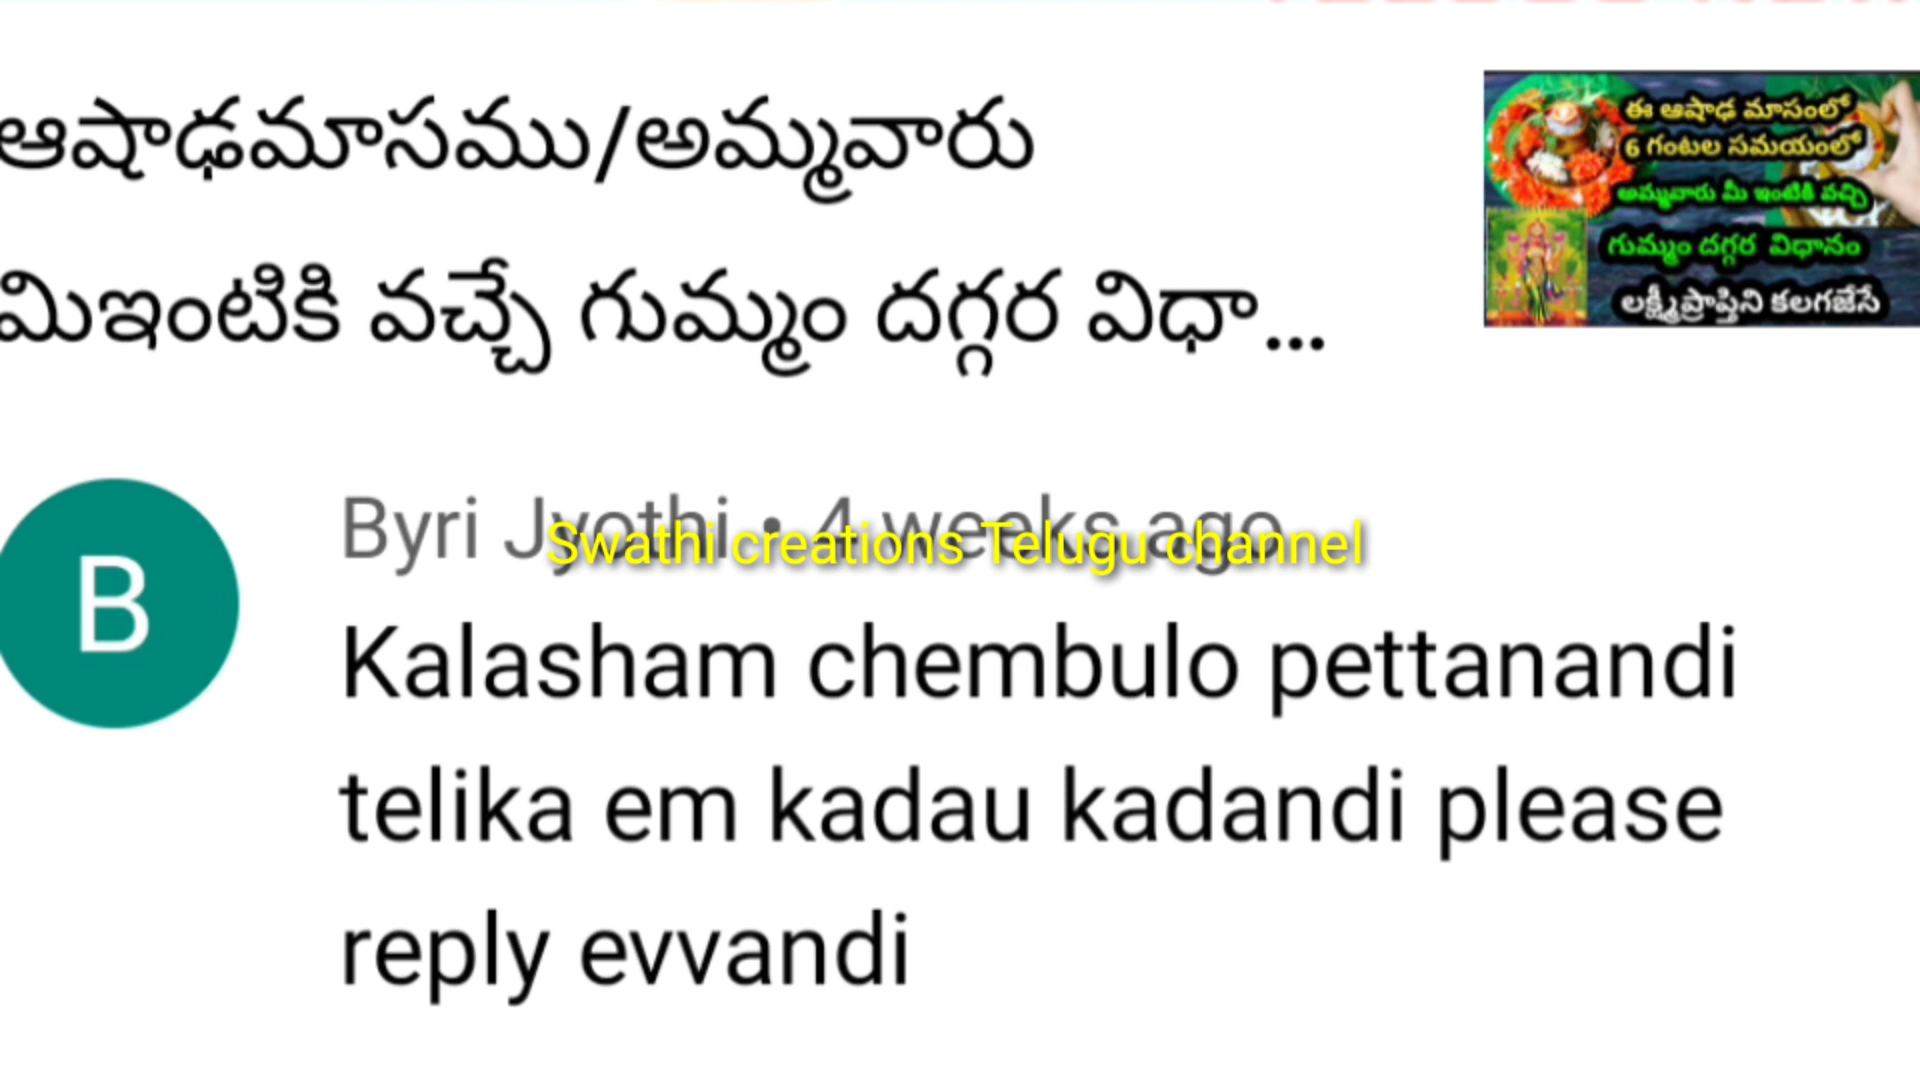 ఆషాఢమాసము/అమ్మవారు
మిఇంటికి వచ్చే గుమ్మం దగ్గర విధా...
ఈ ఆషాఢ మాసంలో
6 గంటల సమయంలో
అమ్మవారు మీ ఇంటికి వచ్చి
గుమ్మం దగ్గర విధానం
లక్ష్మీప్రాప్తిని కలగజేసే
B
Byri Jyothi • 4 weeks ago
Swathi creations Telugu channel
Kalasham chembulo pettanandi
telika em kadau kadandi please
reply evvandi